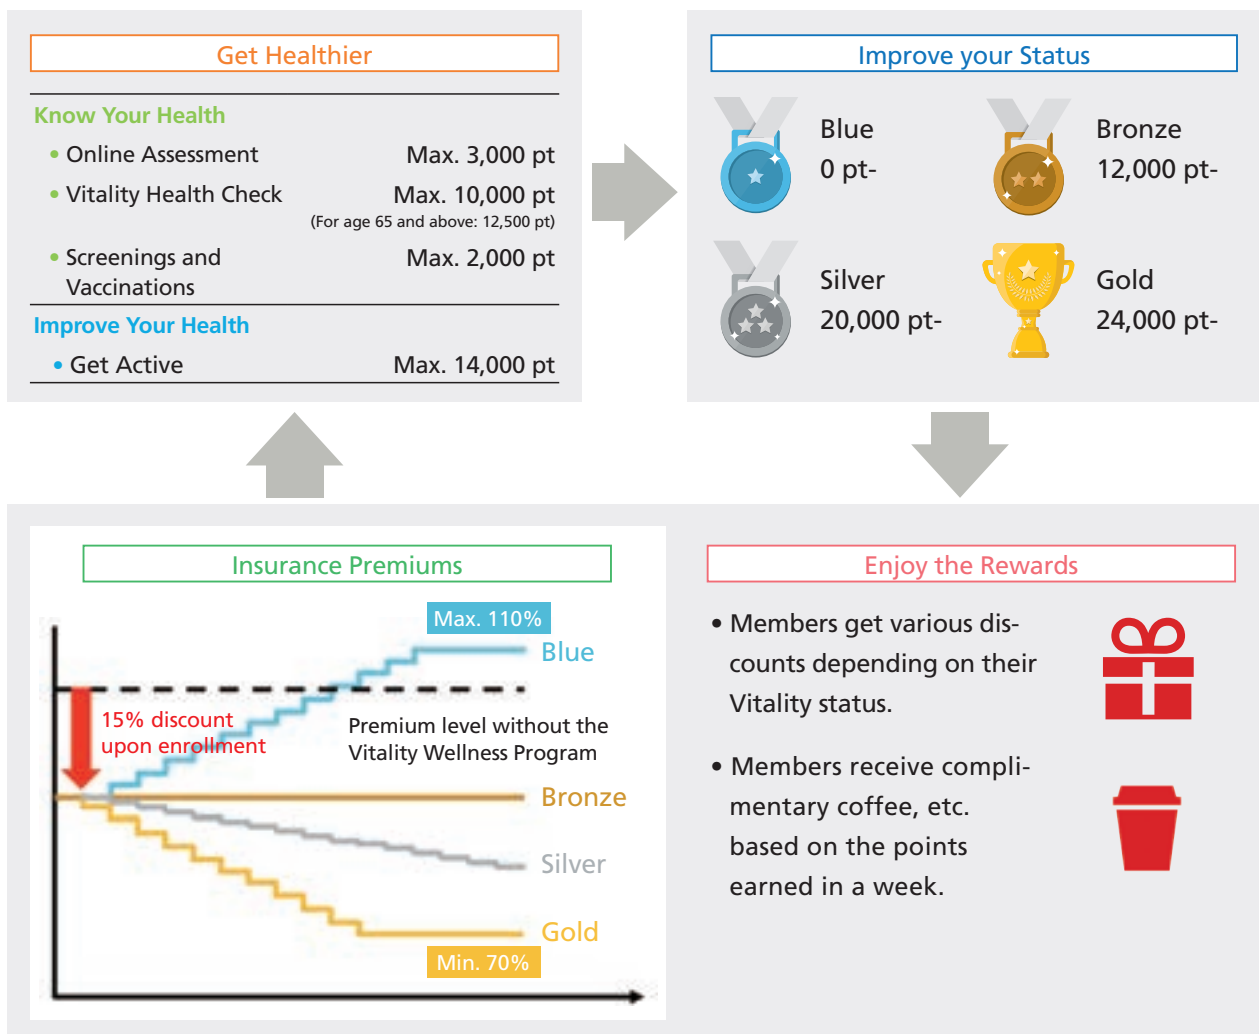 Get Healthier
Know Your Health
• Online Assessment Max. 3,000 pt
• Vitality Health Check Max. 10,000 pt
(For age 65 and above: 12,500 pt)
• Screenings and Max. 2,000 pt
Vaccinations
Improve Your Health
• Get Active Max. 14,000 pt
Improve your Status
Blue
0 pt-
Bronze
12,000 pt-
Silver
20,000 pt-
Gold
24,000 pt-
Insurance Premiums
Max. 110%
Blue
15% discount
upon enrollment
Premium level without the
Vitality Wellness Program
Bronze
Silver
Gold
Min. 70%
Enjoy the Rewards
• Members get various dis-
counts depending on their
Vitality status.
• Members receive compli-
mentary coffee, etc.
based on the points
earned in a week.